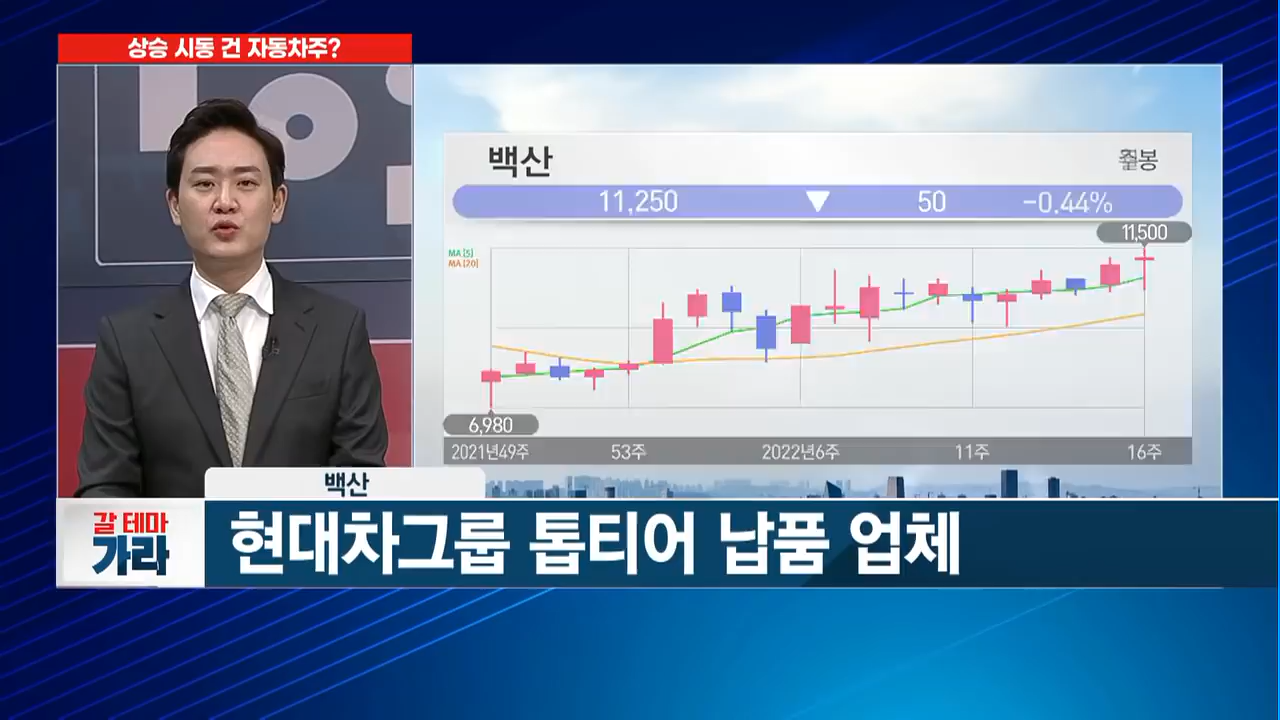 상승 시동 건 자동차주?
백산
11,250 ▼ 50 -0.44%
11,500
MA [5]
MA [20]
6,980
2021년49주 53주 2022년6주 11주 16주
백산
갈 테마
가라
현대차그룹 톱티어 납품 업체